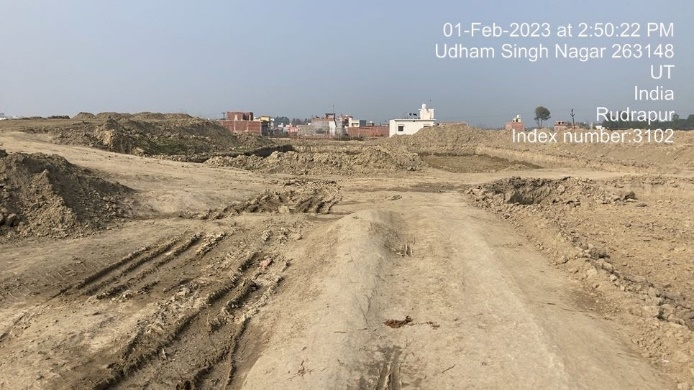 01-Feb-2023 at 2:50:22 PM
Udham Singh Nagar 263148
UT
India
Rudrapur
Index number:3102